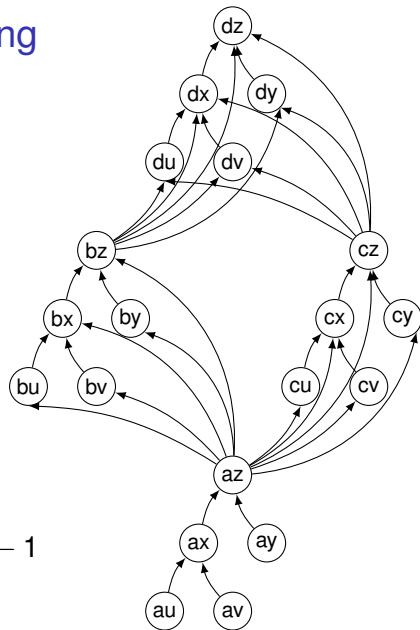 ng
dz
dx dy
du dv
bz cz
bx by cx cy
bu bv cu cv
az
– 1
ax ay
au av